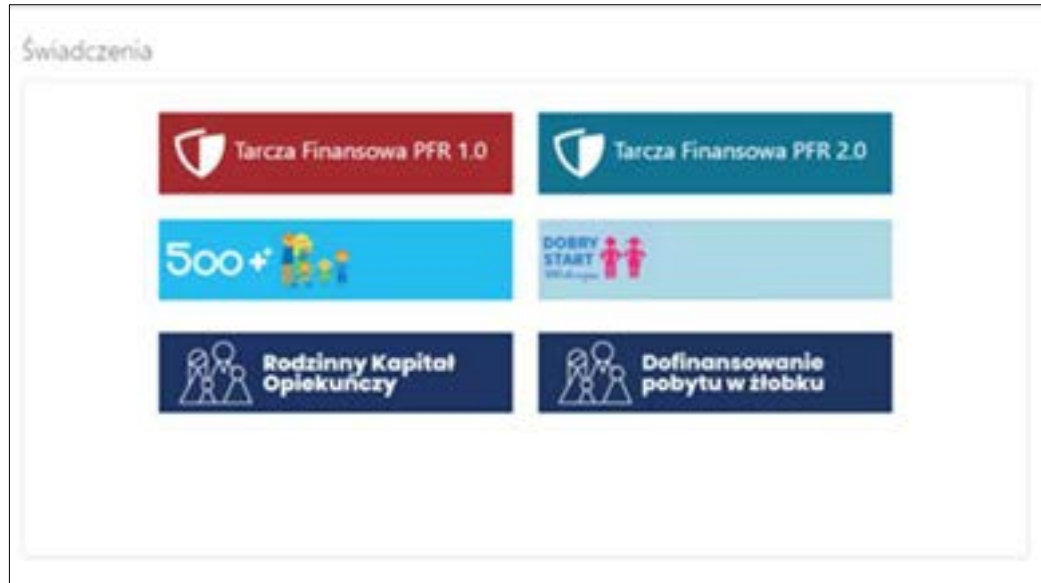 Świadczenia
Tarcza Finansowa PFR 1.0
Tarcza Finansowa PFR 2.0
500+
DOBRY
START
Rodzinny Kapitał
Opiekuńczy
Dofinansowanie
pobytu w żłobku